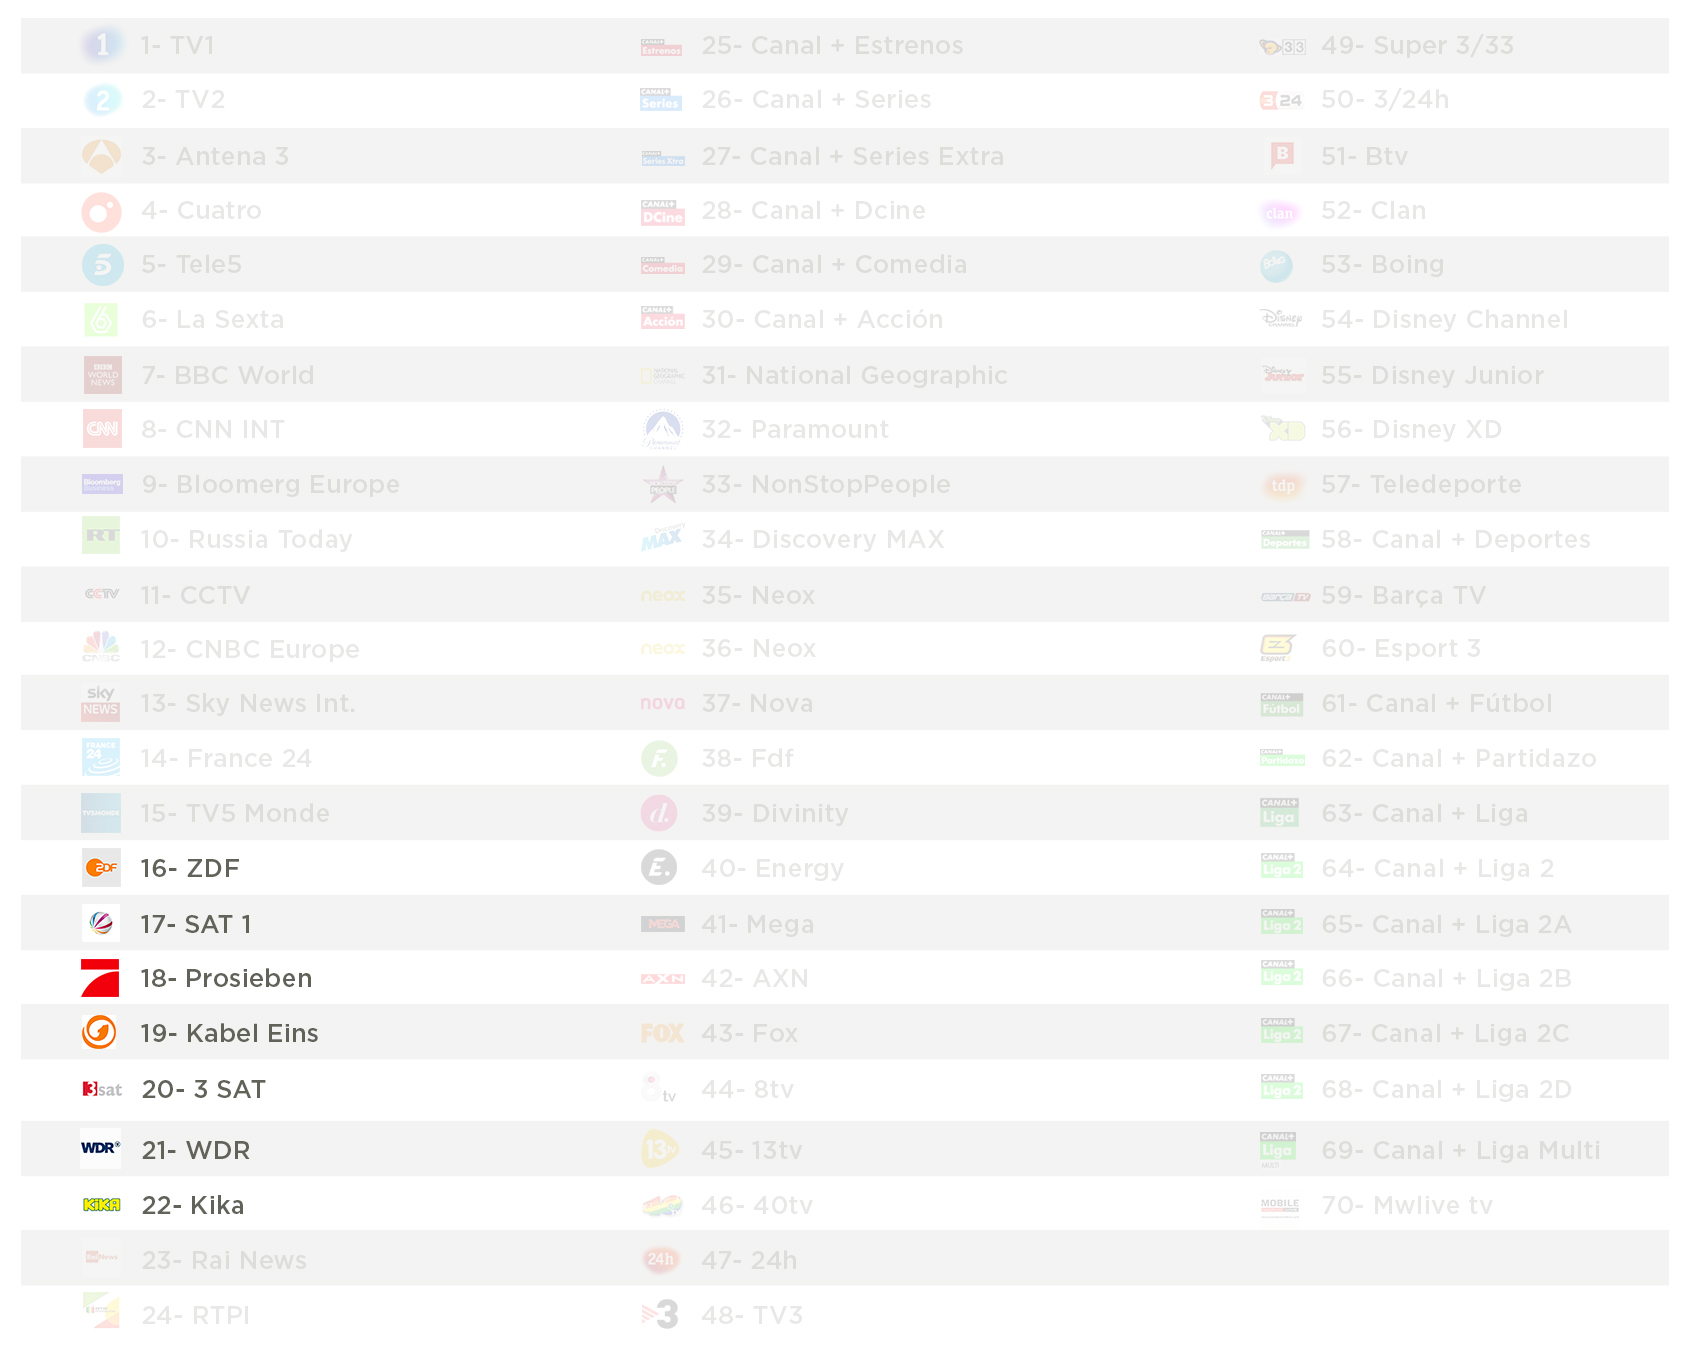 1- TV1
2- TV2
3- Antena 3
4- Cuatro
5- Tele5
6- La Sexta
7- BBC World
8- CNN INT
9- Bloomerg Europe
10- Russia Today
11- CCTV
12- CNBC Europe
13- Sky News Int.
14- France 24
15- TV5 Monde
16- ZDF
17- SAT 1
18- Prosieben
19- Kabel Eins
20- 3 SAT
21- WDR
22- Kika
23- Rai News
24- RTPI
25- Canal + Estrenos
26- Canal + Series
27- Canal + Series Extra
28- Canal + Dcine
29- Canal + Comedia
30- Canal + Acción
31- National Geographic
32- Paramount
33- NonStopPeople
34- Discovery MAX
35- Neox
36- Neox
37- Nova
38- Fdf
39- Divinity
40- Energy
41- Mega
42- AXN
43- Fox
44- 8tv
45- 13tv
46- 40tv
47- 24h
48- TV3
49- Super 3/33
50- 3/24h
51- Btv
52- Clan
53- Boing
54- Disney Channel
55- Disney Junior
56- Disney XD
57- Teledeporte
58- Canal + Deportes
59- Barça TV
60- Esport 3
61- Canal + Fútbol
62- Canal + Partidazo
63- Canal + Liga
64- Canal + Liga 2
65- Canal + Liga 2A
66- Canal + Liga 2B
67- Canal + Liga 2C
68- Canal + Liga 2D
69- Canal + Liga Multi
70- Mwlive tv